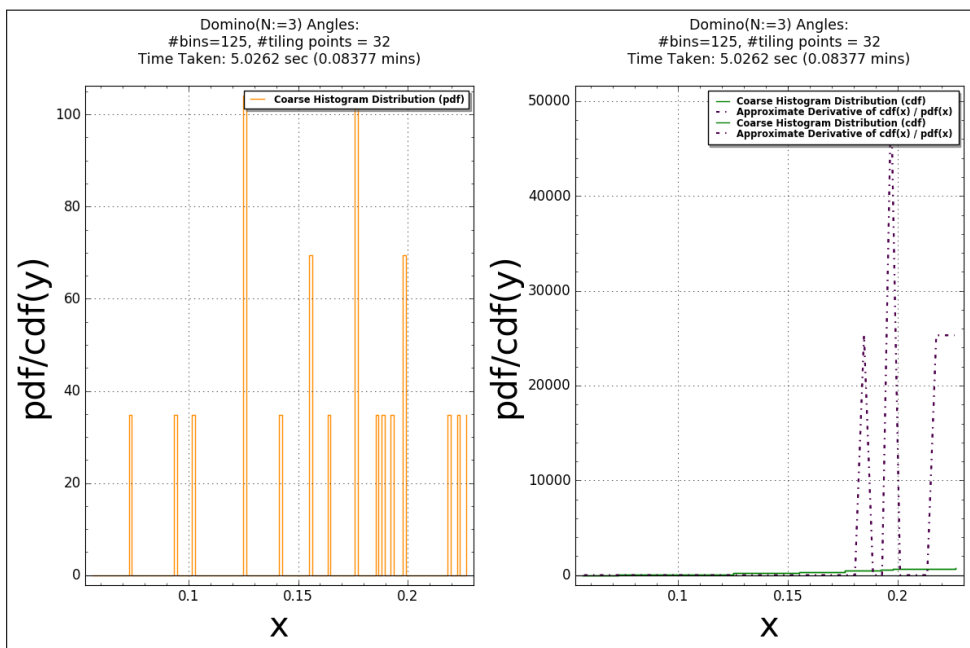 Domino(N:=3) Angles:
#bins=125, #tiling points = 32
Time Taken: 5.0262 sec (0.08377 mins)
Coarse Histogram Distribution (pdf)
100
80
60
40
20
0
0.1
0.15
0.2
pdf/cdf(y)
x
Domino(N:=3) Angles:
#bins=125, #tiling points = 32
Time Taken: 5.0262 sec (0.08377 mins)
Coarse Histogram Distribution (cdf)
Approximate Derivative of cdf(x) / pdf(x)
Coarse Histogram Distribution (cdf)
Approximate Derivative of cdf(x) / pdf(x)
50000
40000
30000
20000
10000
0
0.1
0.15
0.2
pdf/cdf(y)
x